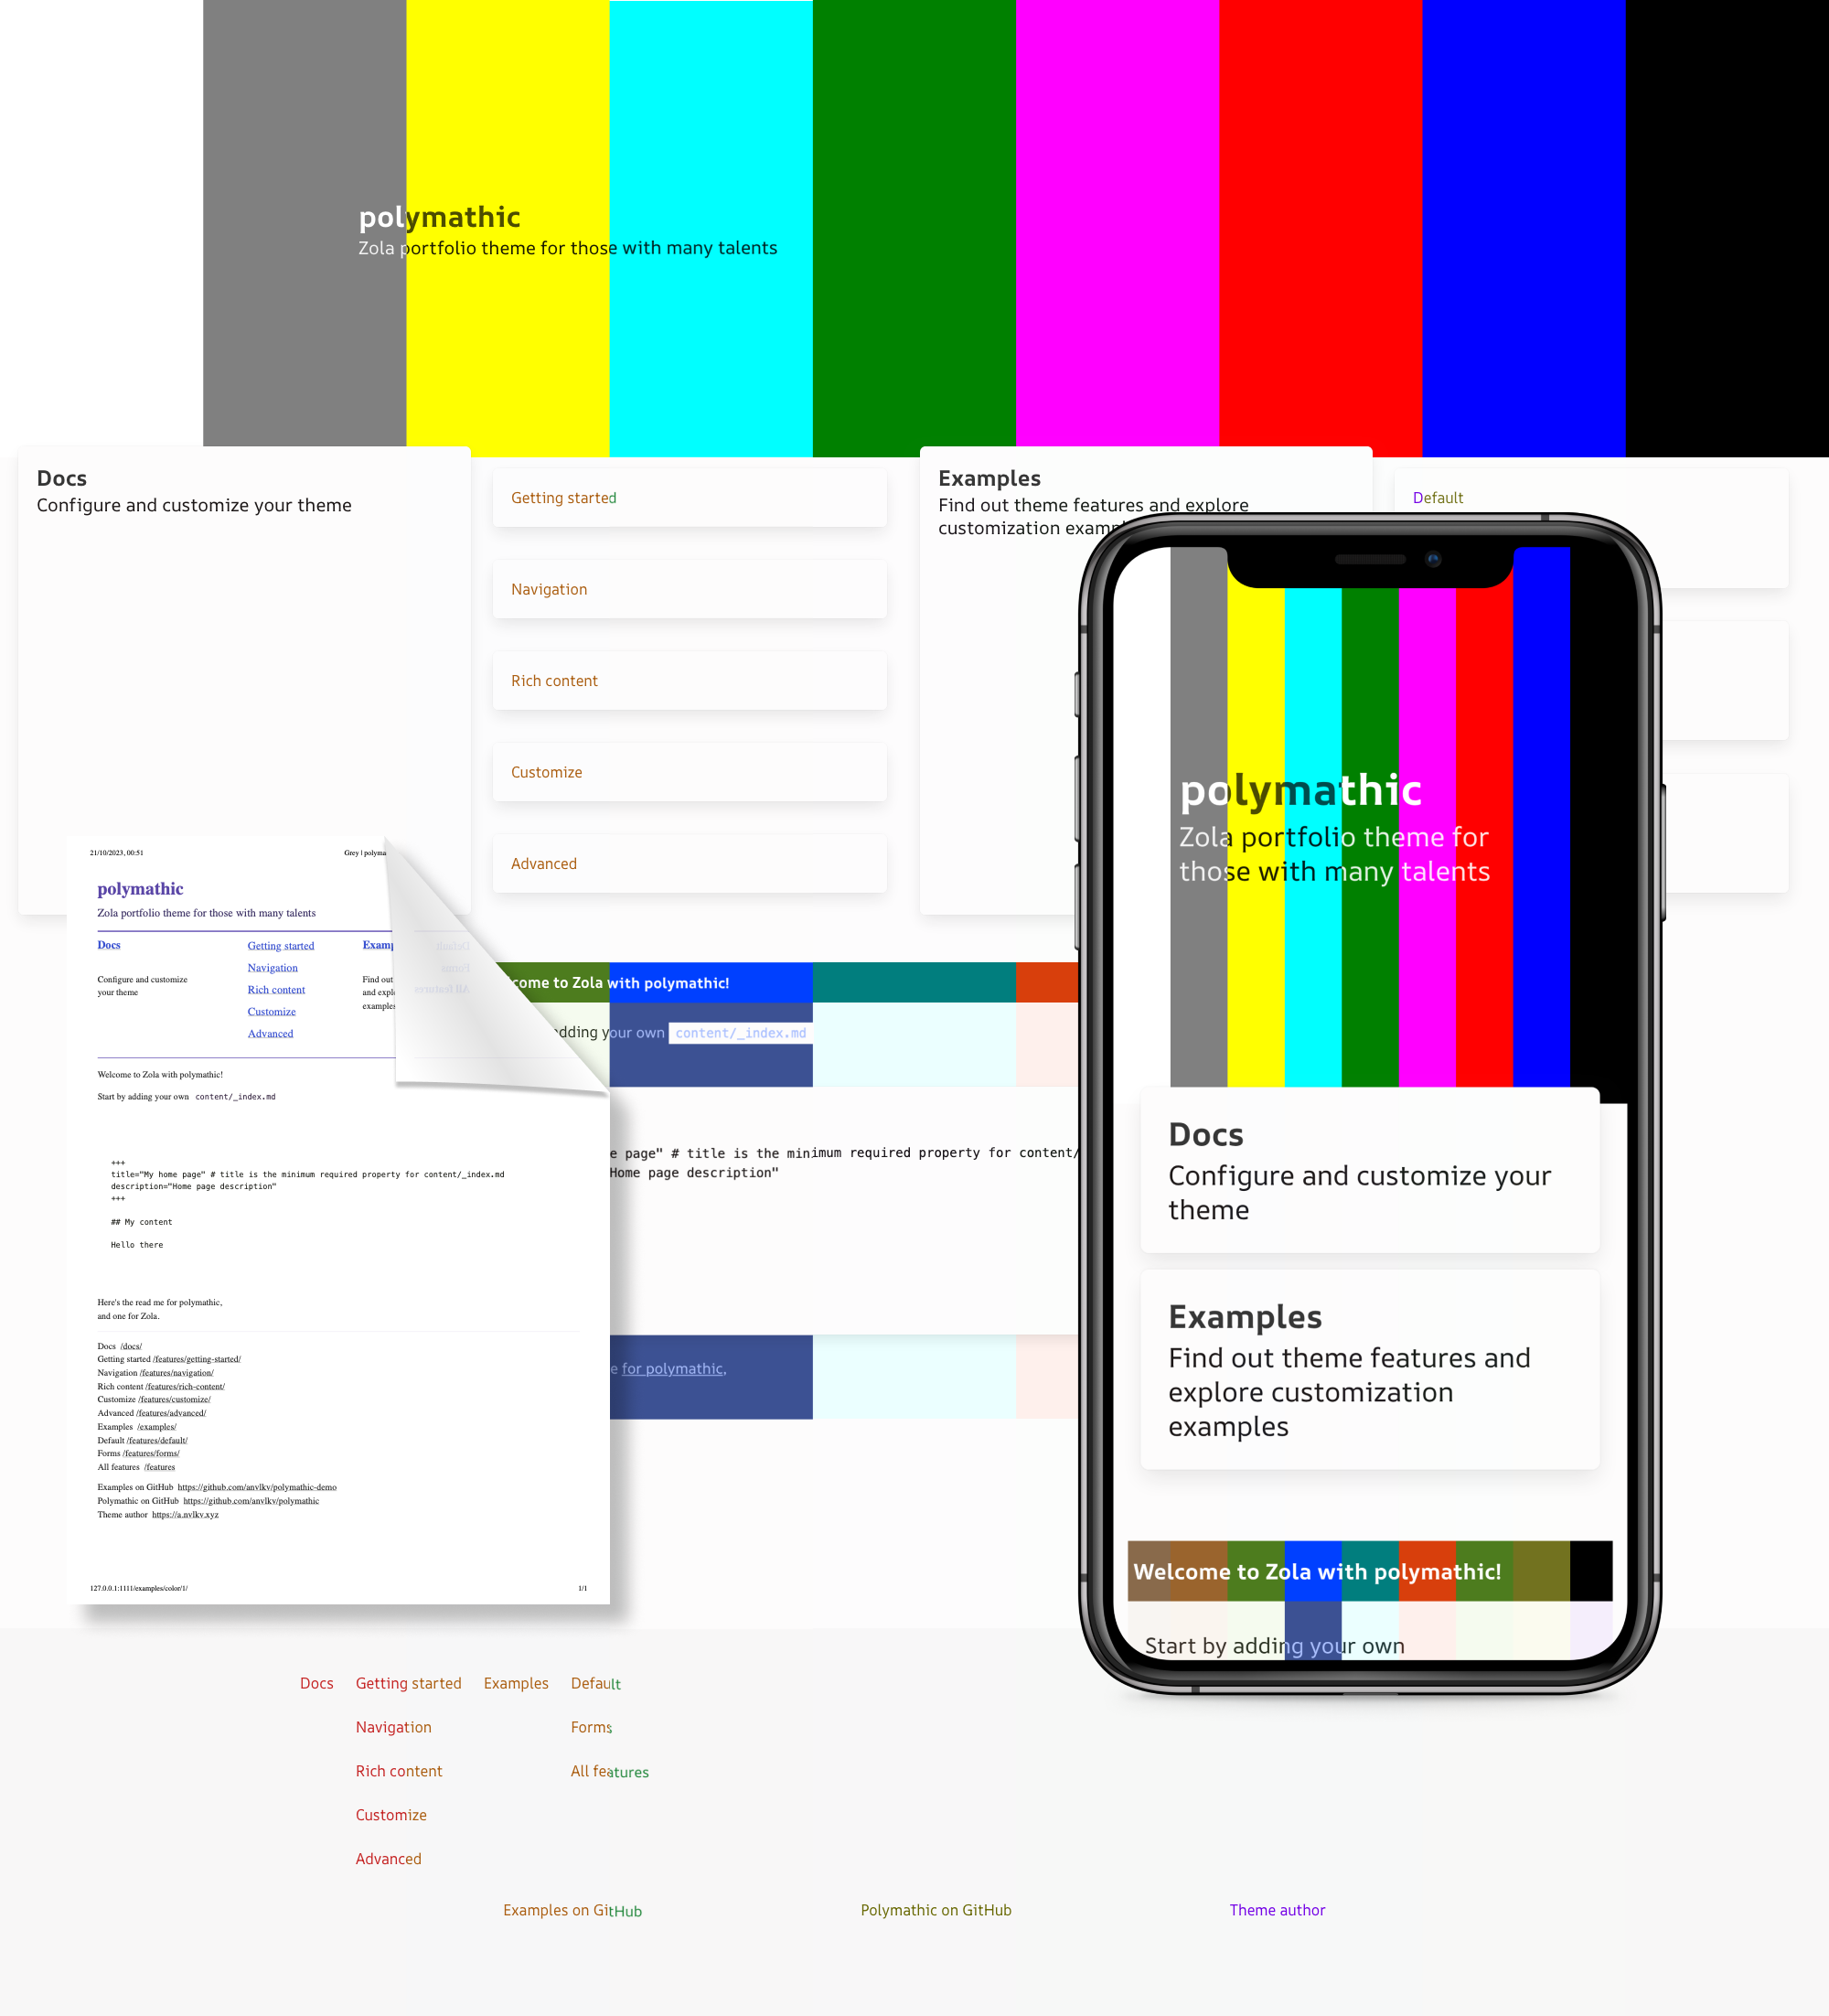 polymathic
Zola portfolio theme for those with many talents
Docs
Configure and customize your theme
Getting started
Navigation
Rich content
Customize
Advanced
Examples
Find out theme features and explore
customization
Default
polymathic
Zola portfolio theme for
those with many talents
Docs
Configure and customize your
theme
Examples
Find out theme features and
explore customization
examples
Welcome to Zola with polymathic!
Start by adding your own
21/10/2023, 00:51
Grey | polyma
polymathic
Zola portfolio theme for those with many talents
Docs
Configure and customize
your theme
Getting started
Navigation
Rich content
Customize
Advanced
Examp
Find out
and expl
examples
Welcome to Zola with polymathic!
Start by adding your own content/_index.md
+++
title="My home page" # title is the minimum required property for content/_index.md
description="Home page description"
+++
## My content
Hello there
Here's the read me for polymathic,
and one for Zola.
Docs /docs/
Getting started /features/getting-started/
Navigation /features/navigation/
Rich content /features/rich-content/
Customize /features/customize/
Advanced /features/advanced/
Examples /examples/
Default /features/default/
Forms /features/forms/
All features /features
Examples on GitHub https://github.com/anvlkv/polymathic-demo
Polymathic on GitHub https://github.com/anvlkv/polymathic
Theme author https://a.nvlkv.xyz
127.0.0.1:1111/examples/color/1/
1/1
come to Zola with polymathic!
adding your own content/_index.md
e page" # title is the minimum required property for content/
Home page description"
e for polymathic.
Docs
Getting started
Navigation
Rich content
Customize
Advanced
Examples
Default
Forms
All features
Examples on GitHub
Polymathic on GitHub
Theme author